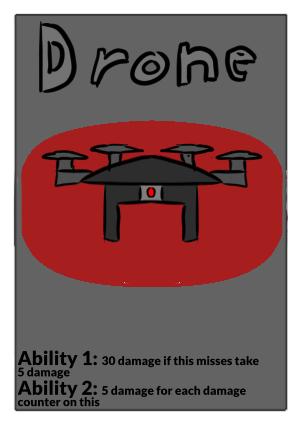 Drone
Ability 1: 30 damage if this misses take
5 damage
Ability 2: 5 damage for each damage
counter on this